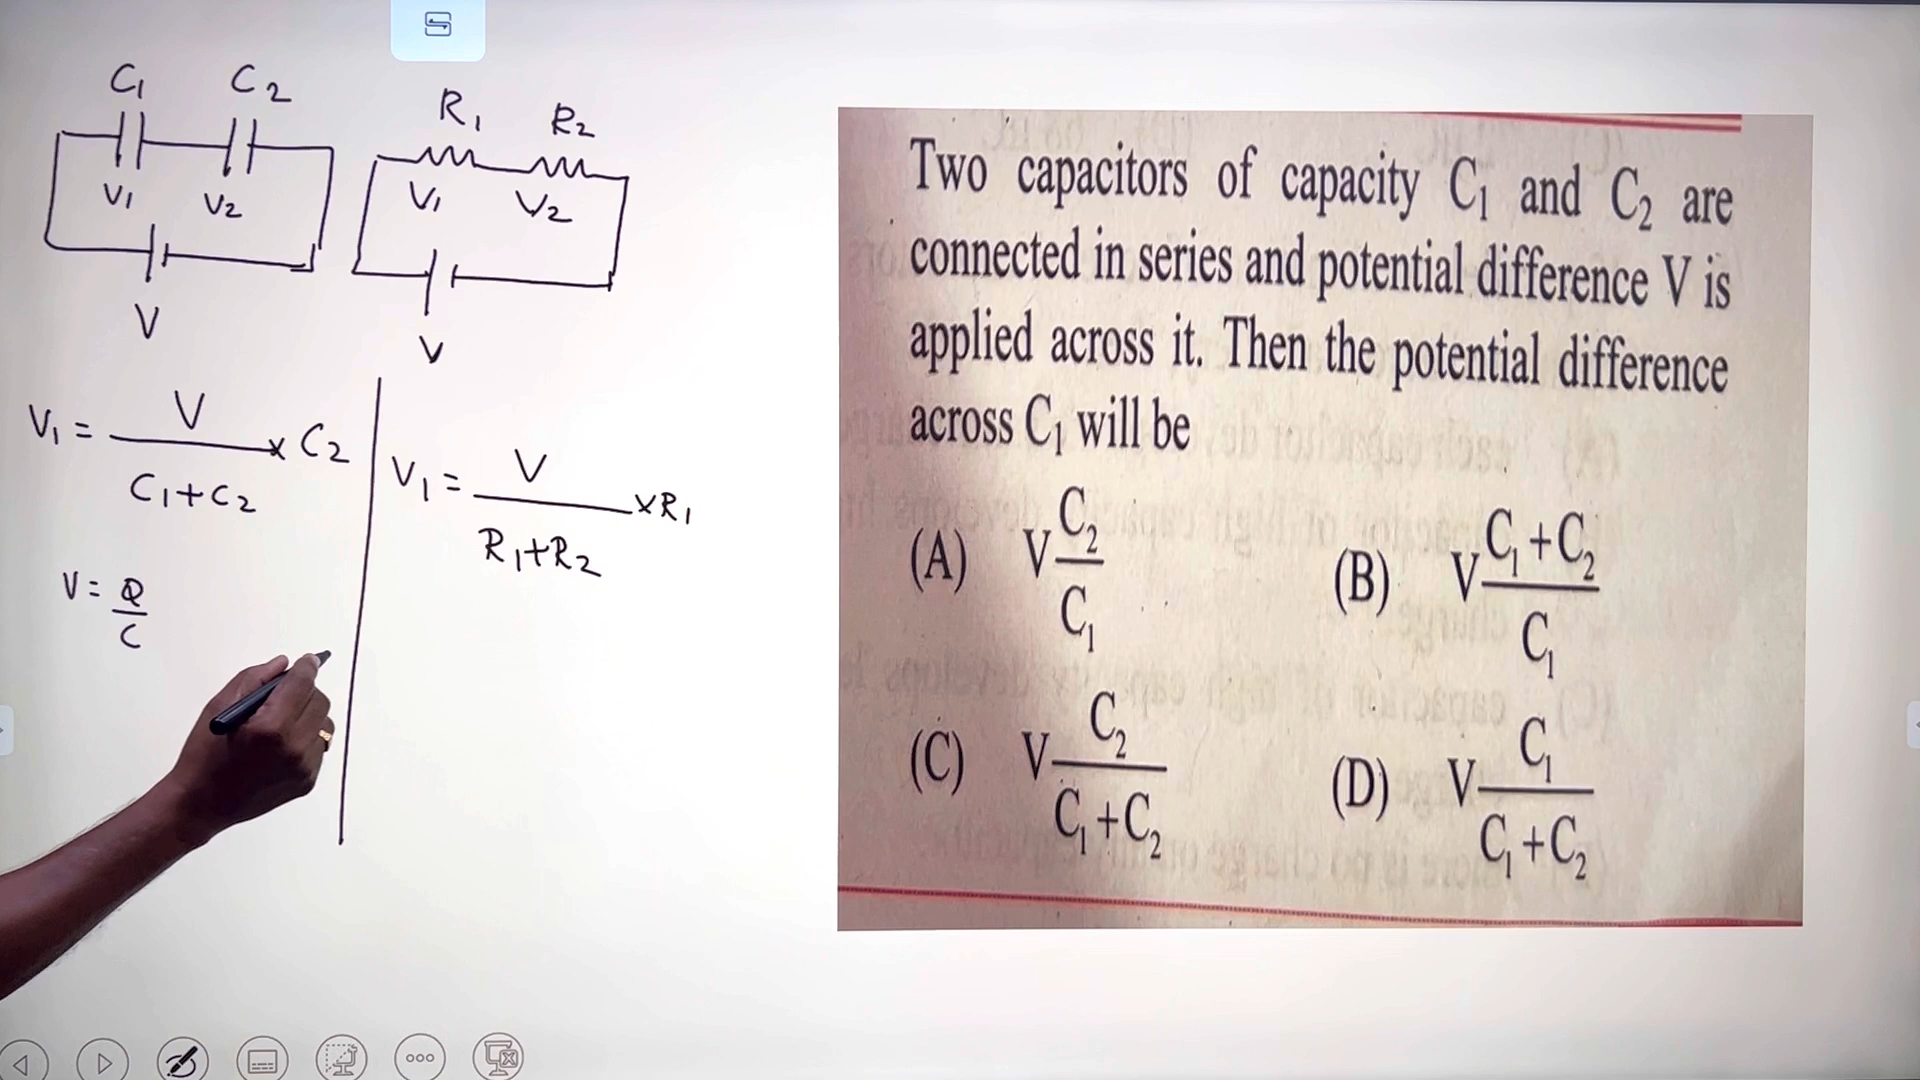 C1 C2
R1 R2
V1 V2
V1 V2
V
V
V1 = V / C1+C2 × C2
V1 = V / R1+R2 × R1
V = Q / C
Two capacitors of capacity C1 and C2 are
connected in series and potential difference V is
applied across it. Then the potential difference
across C1 will be
(A) V C2 / C1
(B) V C1+C2 / C1
(C) V C2 / C1+C2
(D) V C1 / C1+C2